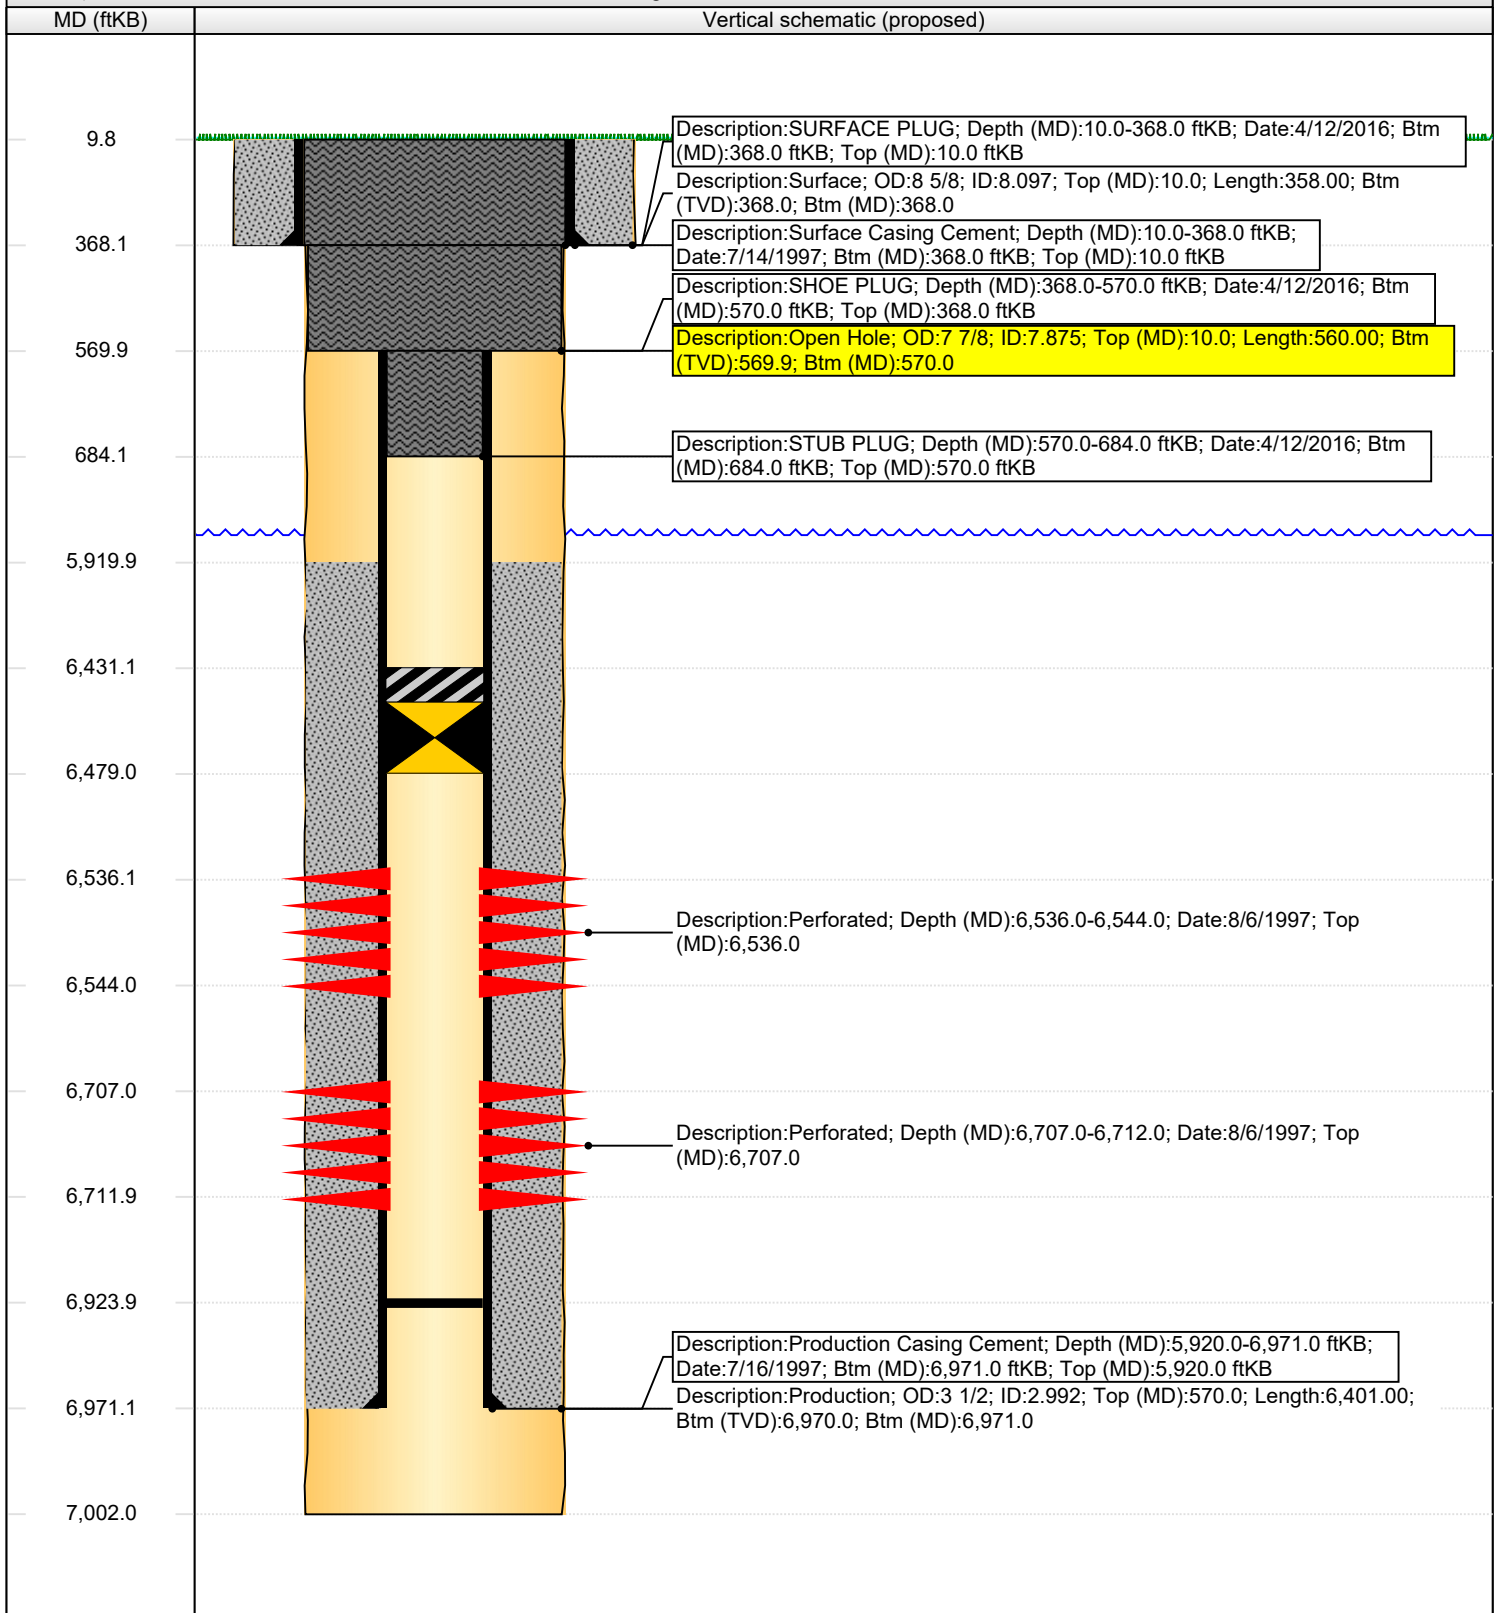 MD (ftKB)
Vertical schematic (proposed)
9.8
Description:SURFACE PLUG; Depth (MD):10.0-368.0 ftKB; Date:4/12/2016; Btm
(MD):368.0 ftKB; Top (MD):10.0 ftKB
Description:Surface; OD:8 5/8; ID:8.097; Top (MD):10.0; Length:358.00; Btm
(TVD):368.0; Btm (MD):368.0
368.1
Description:Surface Casing Cement; Depth (MD):10.0-368.0 ftKB;
Date:7/14/1997; Btm (MD):368.0 ftKB; Top (MD):10.0 ftKB
Description:SHOE PLUG; Depth (MD):368.0-570.0 ftKB; Date:4/12/2016; Btm
(MD):570.0 ftKB; Top (MD):368.0 ftKB
569.9
Description:Open Hole; OD:7 7/8; ID:7.875; Top (MD):10.0; Length:560.00; Btm
(TVD):569.9; Btm (MD):570.0
684.1
Description:STUB PLUG; Depth (MD):570.0-684.0 ftKB; Date:4/12/2016; Btm
(MD):684.0 ftKB; Top (MD):570.0 ftKB
5,919.9
6,431.1
6,479.0
6,536.1
Description:Perforated; Depth (MD):6,536.0-6,544.0; Date:8/6/1997; Top
(MD):6,536.0
6,544.0
6,707.0
Description:Perforated; Depth (MD):6,707.0-6,712.0; Date:8/6/1997; Top
(MD):6,707.0
6,711.9
6,923.9
Description:Production Casing Cement; Depth (MD):5,920.0-6,971.0 ftKB;
Date:7/16/1997; Btm (MD):6,971.0 ftKB; Top (MD):5,920.0 ftKB
6,971.1
Description:Production; OD:3 1/2; ID:2.992; Top (MD):570.0; Length:6,401.00;
Btm (TVD):6,970.0; Btm (MD):6,971.0
7,002.0